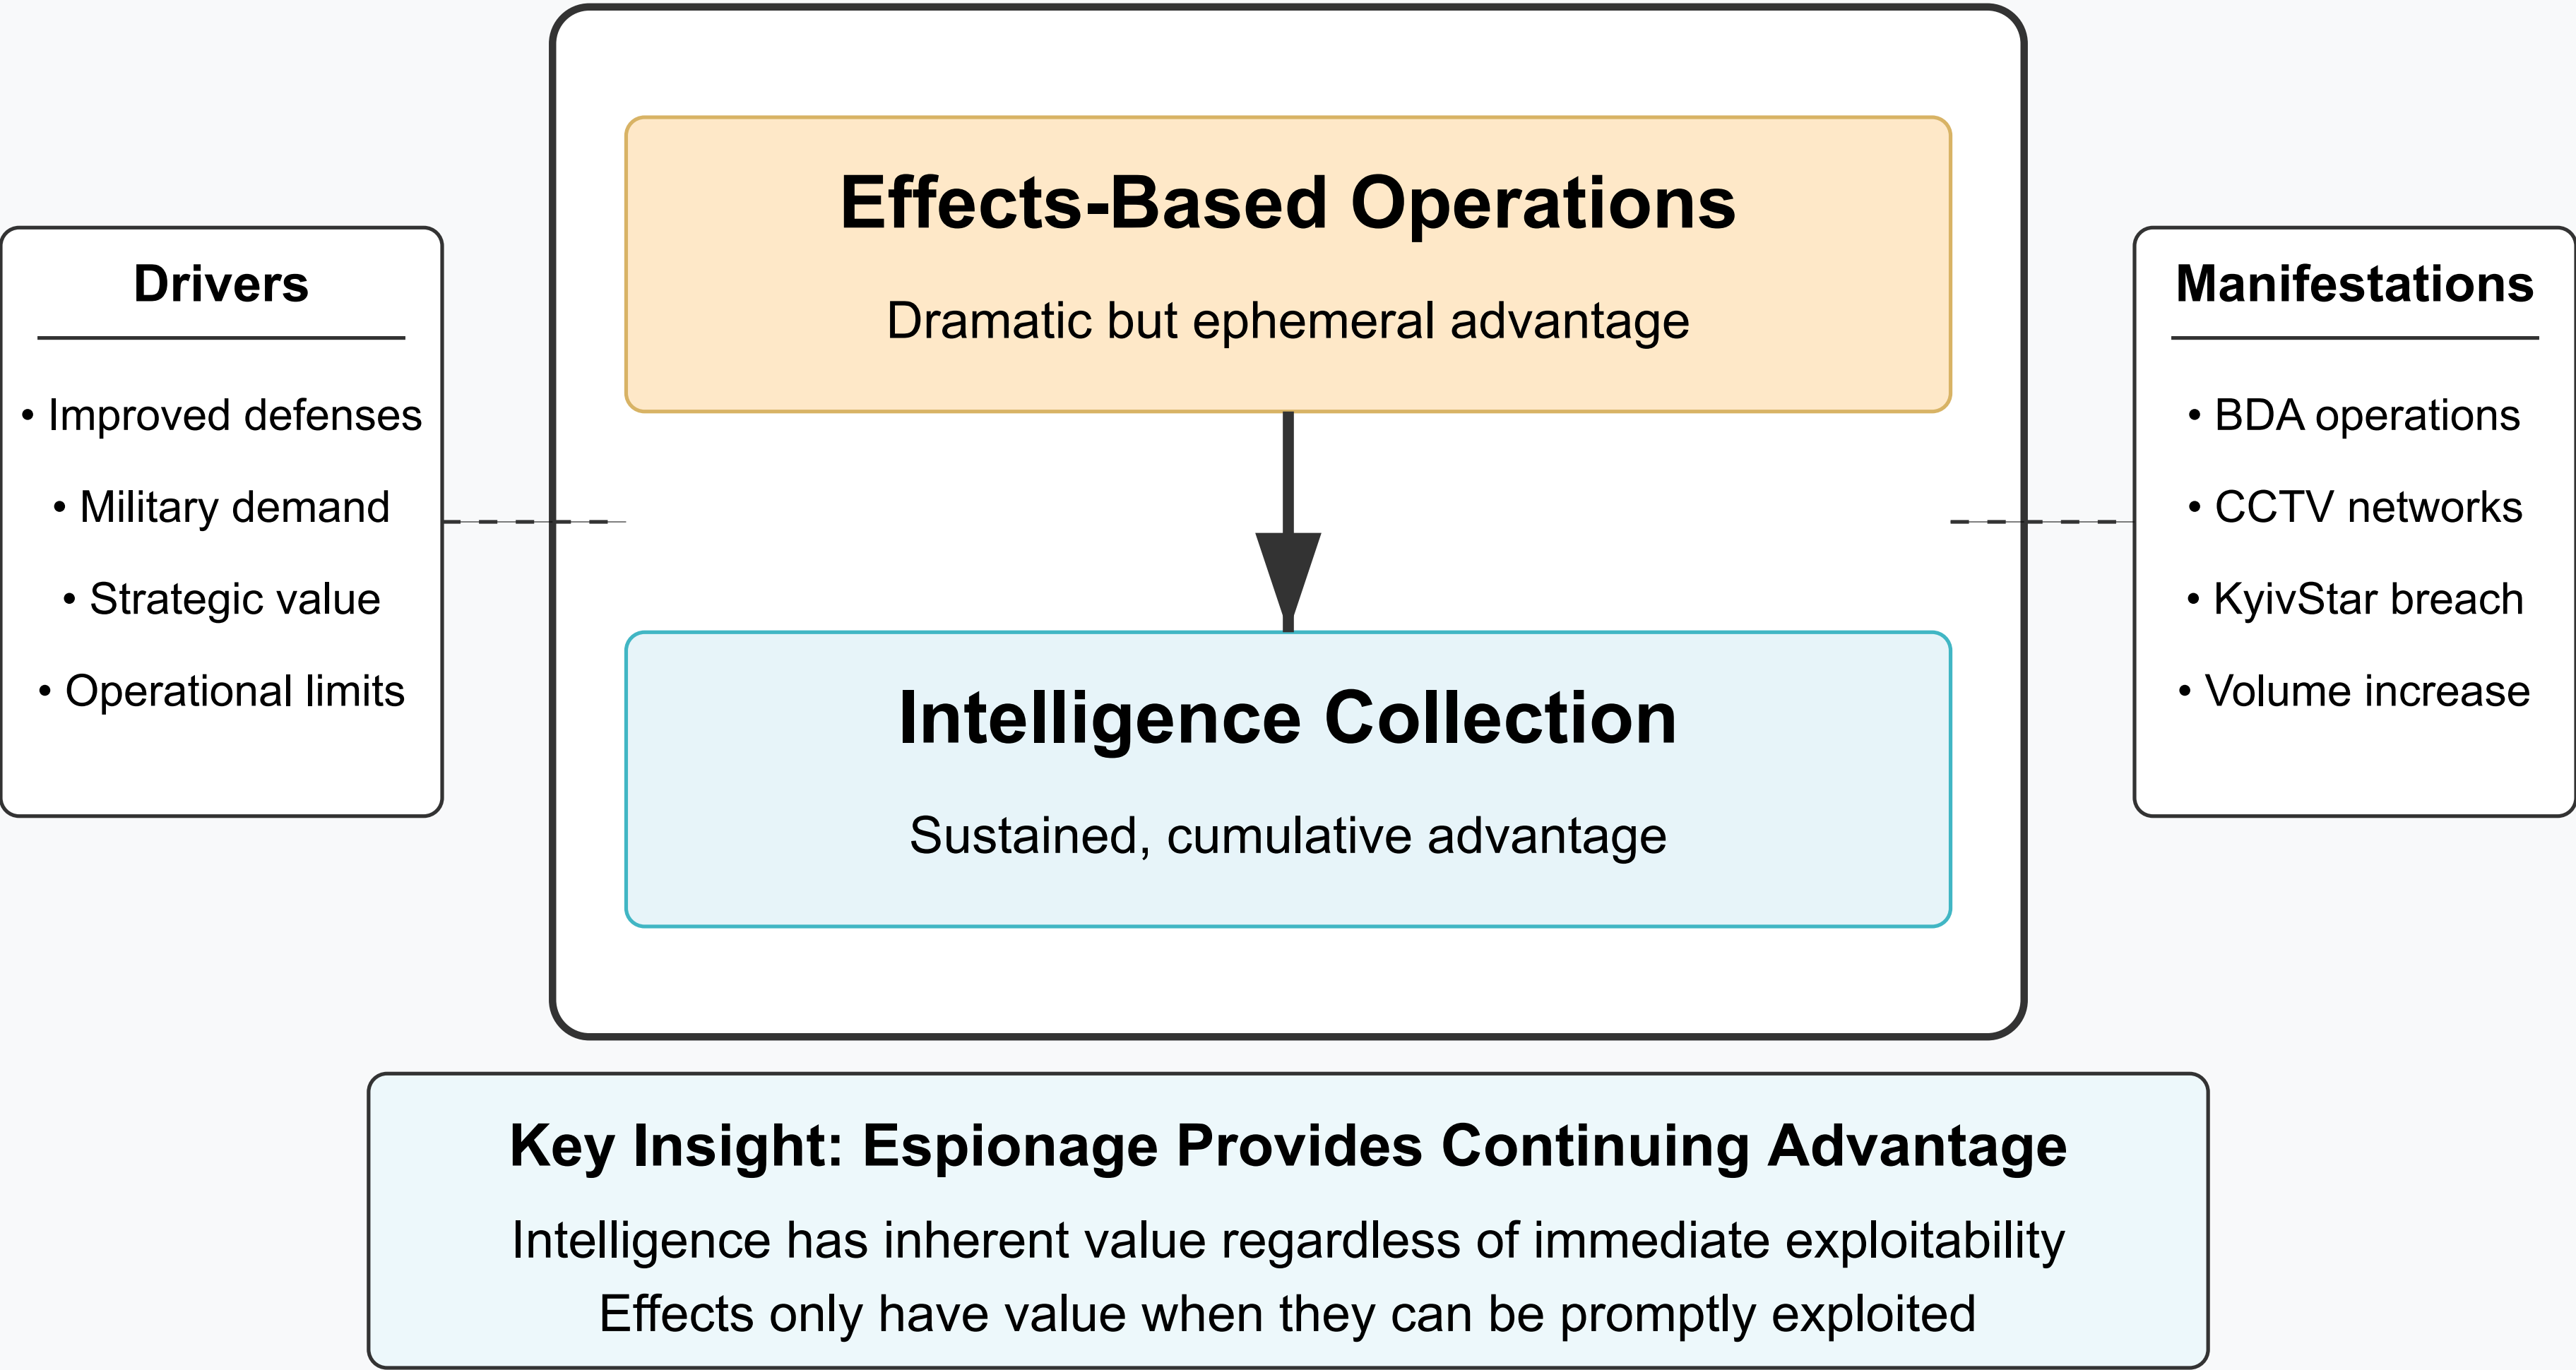 Effects-Based Operations
Dramatic but ephemeral advantage
Drivers
• Improved defenses
• Military demand
• Strategic value
• Operational limits
Manifestations
• BDA operations
• CCTV networks
• KyivStar breach
• Volume increase
Intelligence Collection
Sustained, cumulative advantage
Key Insight: Espionage Provides Continuing Advantage
Intelligence has inherent value regardless of immediate exploitability
Effects only have value when they can be promptly exploited